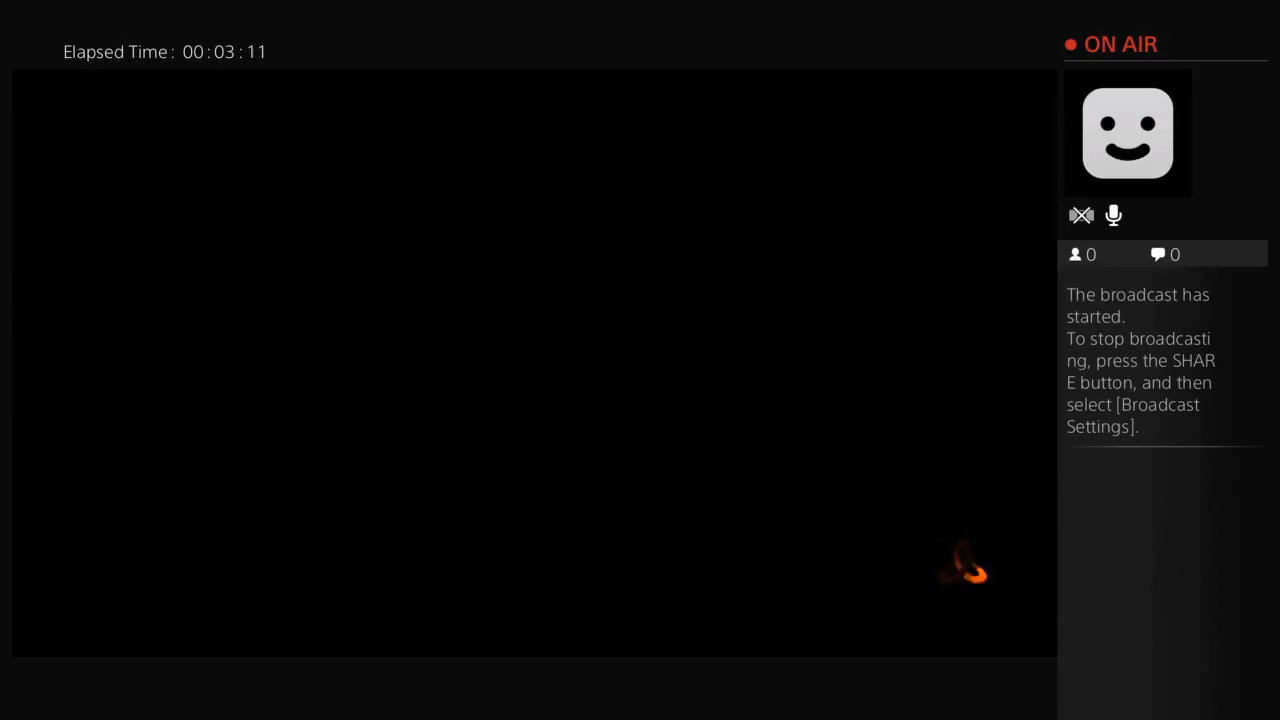 Elapsed Time: 00:03:11
ON AIR
0 0
The broadcast has
started.
To stop broadcasti
ng, press the SHAR
E button, and then
select [Broadcast
Settings].